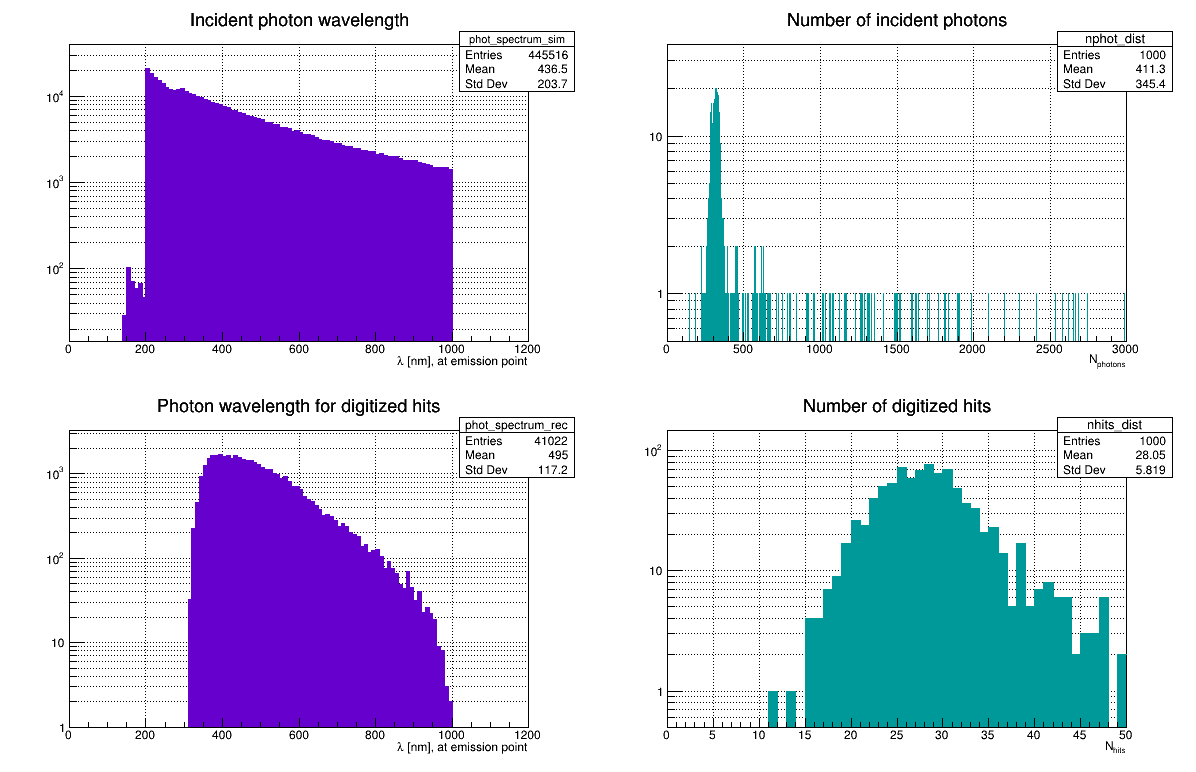 Incident photon wavelength
phot_spectrum_sim
Entries 445516
Mean 436.5
Std Dev 203.7
10^4
10^3
10^2
0 200 400 600 800 1000 1200
λ [nm], at emission point
Number of incident photons
nphot_dist
Entries 1000
Mean 411.3
Std Dev 345.4
10
1
0 500 1000 1500 2000 2500 3000
N_photons
Photon wavelength for digitized hits
phot_spectrum_rec
Entries 41022
Mean 495
Std Dev 117.2
10^3
10^2
10
1
0 200 400 600 800 1000 1200
λ [nm], at emission point
Number of digitized hits
nhits_dist
Entries 1000
Mean 28.05
Std Dev 5.819
10^2
10
1
0 5 10 15 20 25 30 35 40 45 50
N_hits